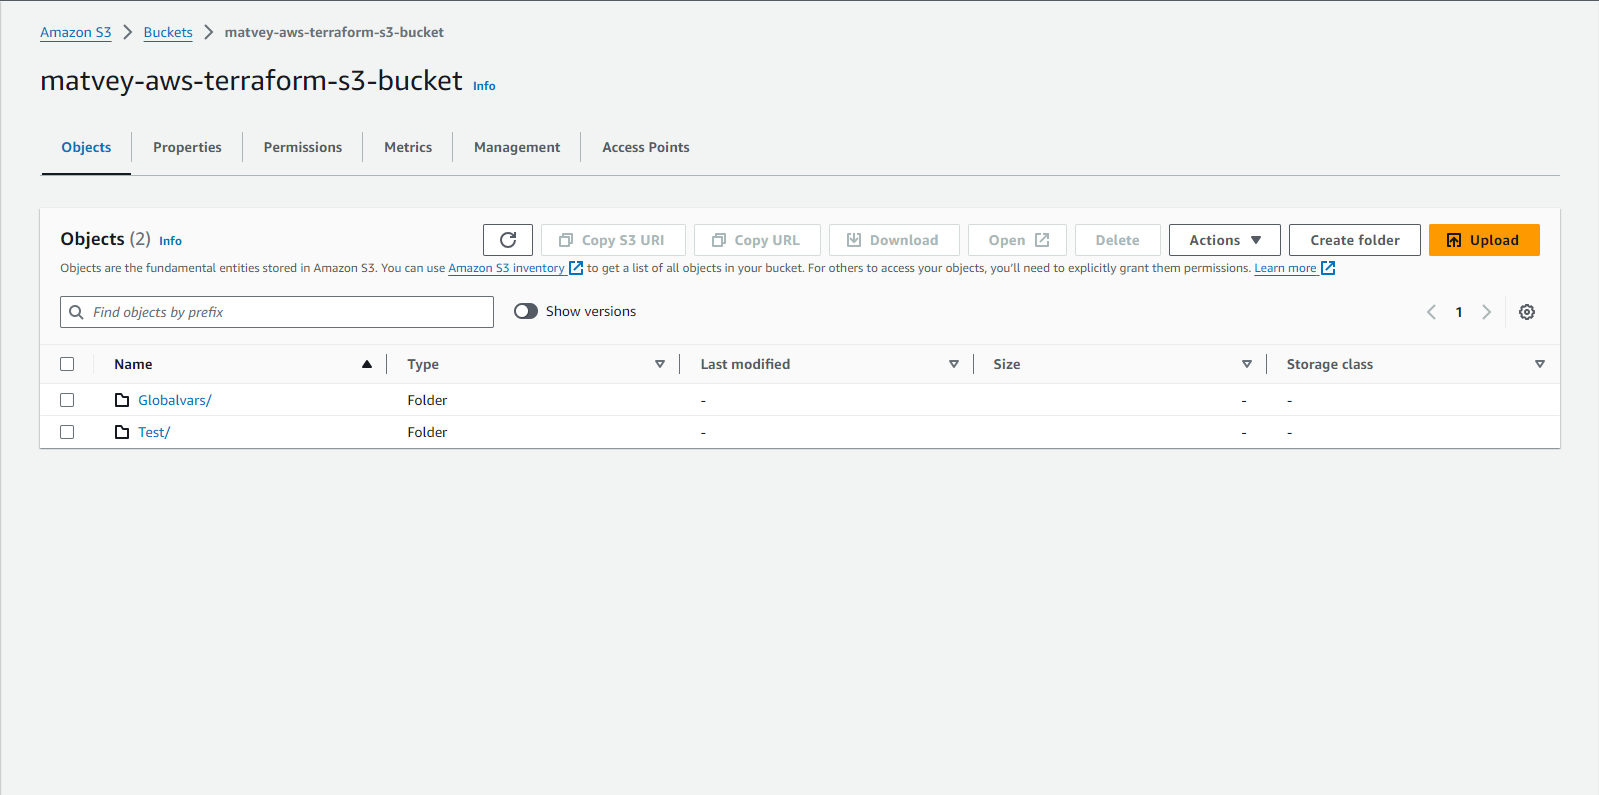 Amazon S3 > Buckets > matvey-aws-terraform-s3-bucket
matvey-aws-terraform-s3-bucket Info
Objects Properties Permissions Metrics Management Access Points
Objects (2) Info Copy S3 URI Copy URL Download Open Delete Actions Create folder Upload
Objects are the fundamental entities stored in Amazon S3. You can use Amazon S3 inventory to get a list of all objects in your bucket. For others to access your objects, you'll need to explicitly grant them permissions. Learn more
Find objects by prefix Show versions 1
Name Type Last modified Size Storage class
Globalvars/ Folder - - -
Test/ Folder - - -